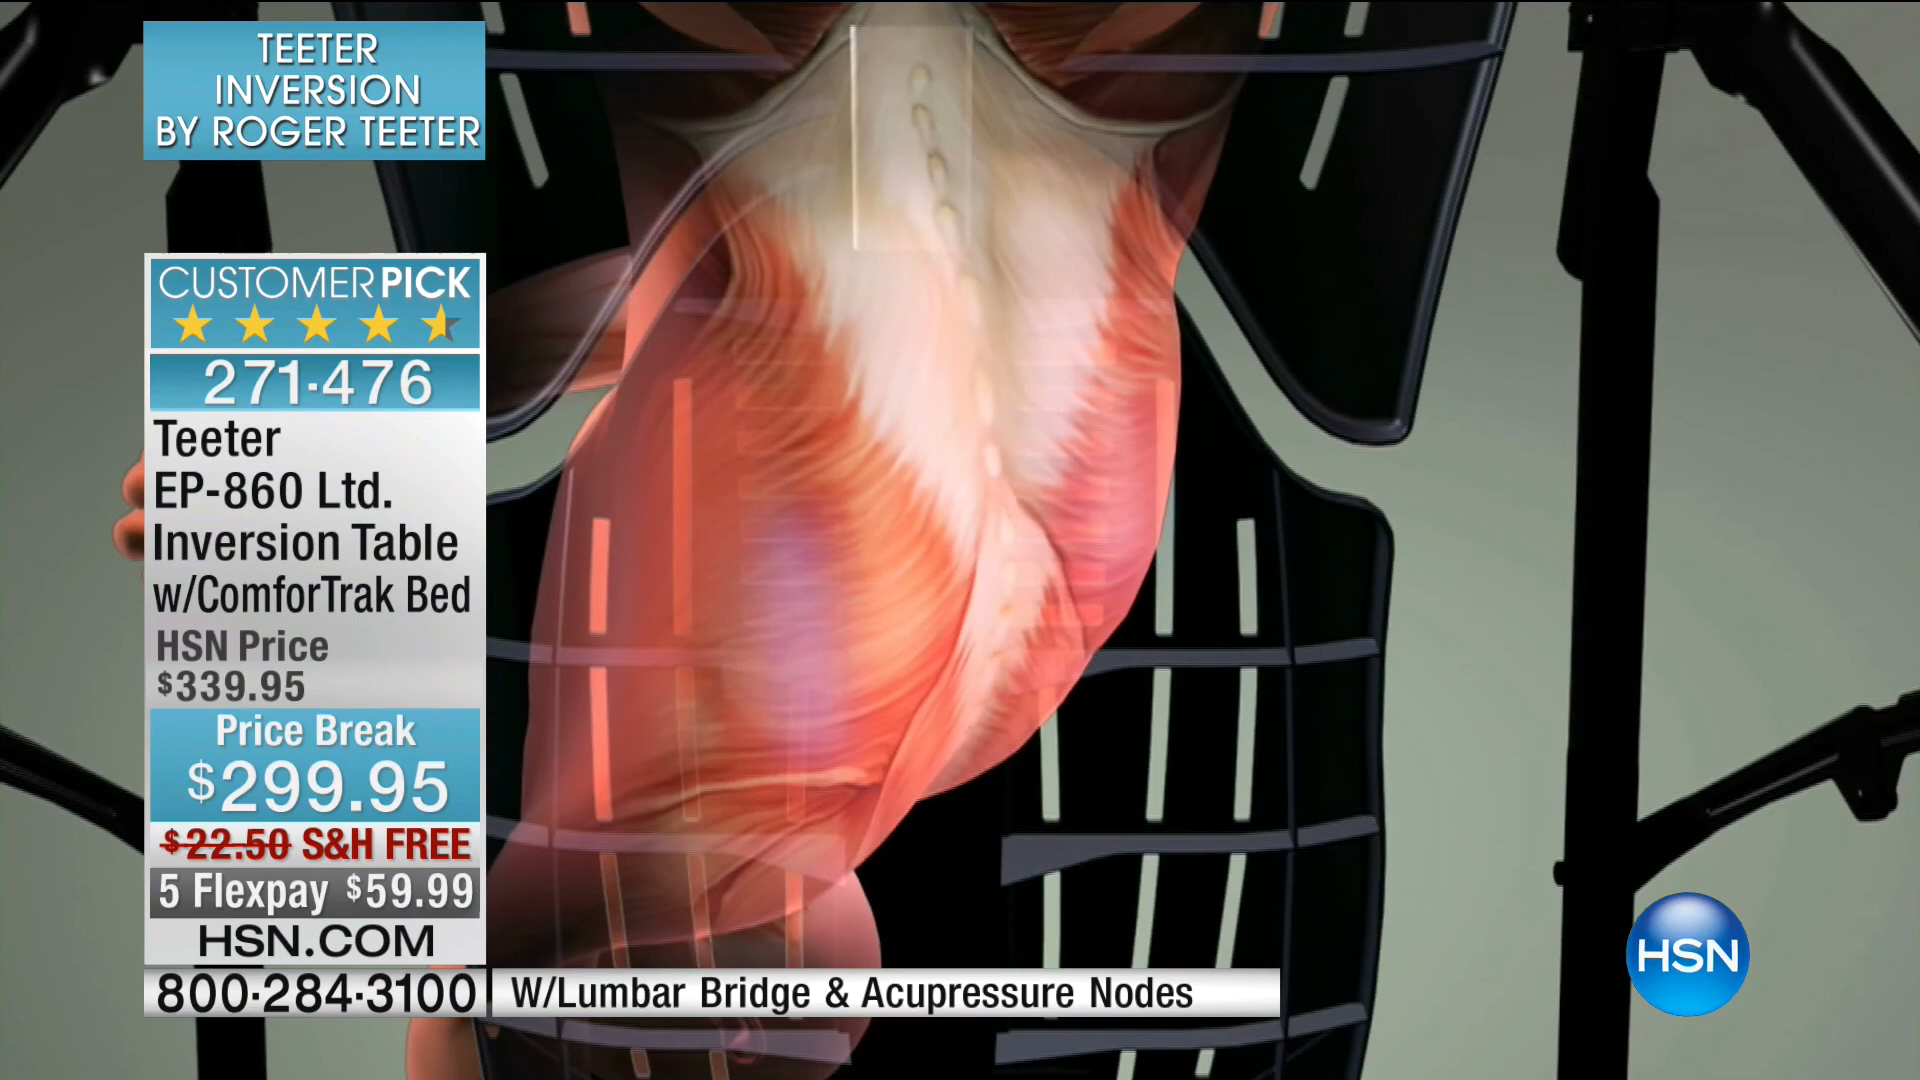 TEETER
INVERSION
BY ROGER TEETER
CUSTOMER PICK
271·476
Teeter
EP-860 Ltd.
Inversion Table
w/ComforTrak Bed
HSN Price
$339.95
Price Break
$299.95
$22.50 S&H FREE
5 Flexpay $59.99
HSN.COM
800·284·3100
W/Lumbar Bridge & Acupressure Nodes
HSN